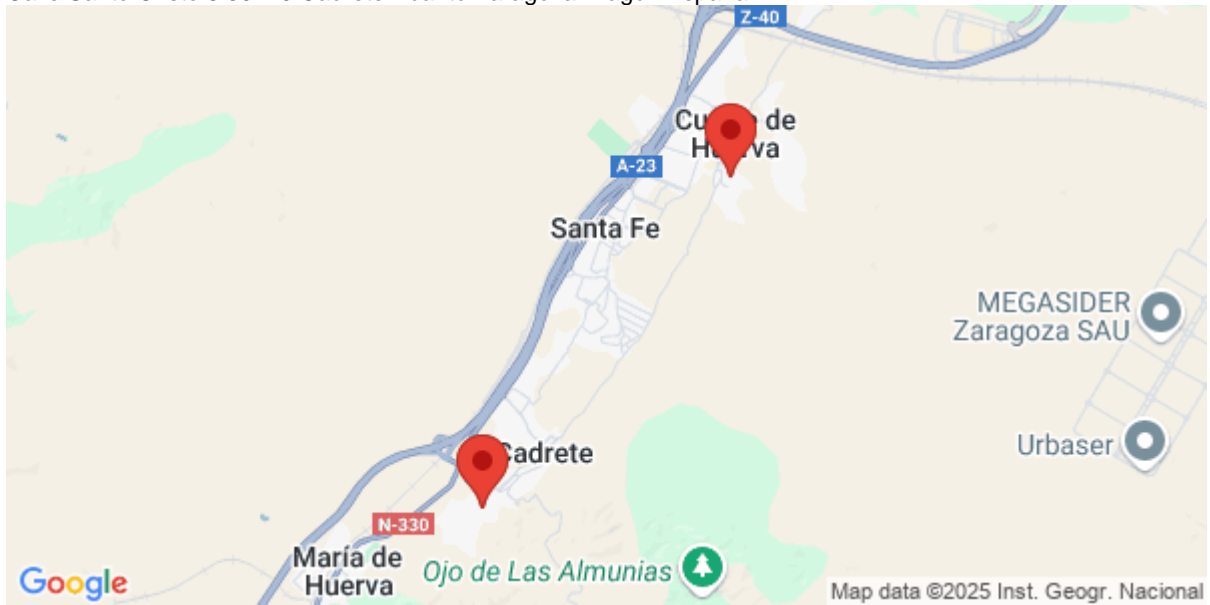 Z-40
de
A-23
Santa Fe
MEGASIDER
Zaragoza SAU
Cadrete
Urbaser
N-330
María de
Huerva
Ojo de Las Almunias
Google
Map data ©2025 Inst. Geogr. Nacional